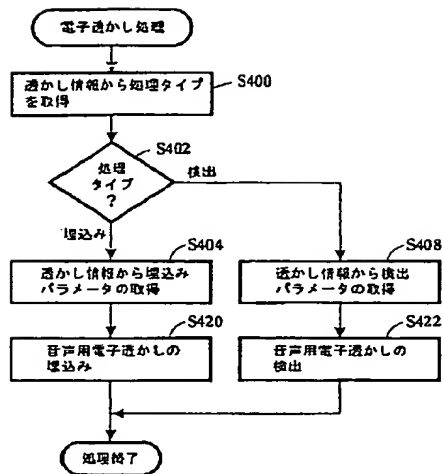 電子透かし処理
透かし情報から処理タイプ
を取得
S400
処理
タイプ
?
S402
検出
埋込み
透かし情報から埋込み
パラメータの取得
S404
透かし情報から検出
パラメータの取得
S408
音声用電子透かしの
埋込み
S420
音声用電子透かしの
検出
S422
処理終了